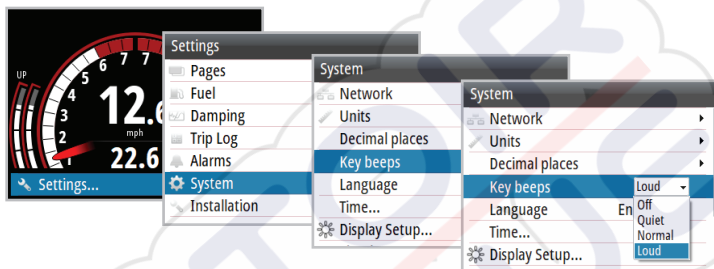 UP
1
2
3
4
5
6
7
7
12.
mph
22.6
Settings...
Settings
Pages
Fuel
Damping
Trip Log
Alarms
System
Installation
System
Network
Units
Decimal places
Key beeps
Language
Time...
Display Setup...
System
Network
Units
Decimal places
Key beeps Loud
Language En
Time...
Display Setup...
Off
Quiet
Normal
Loud